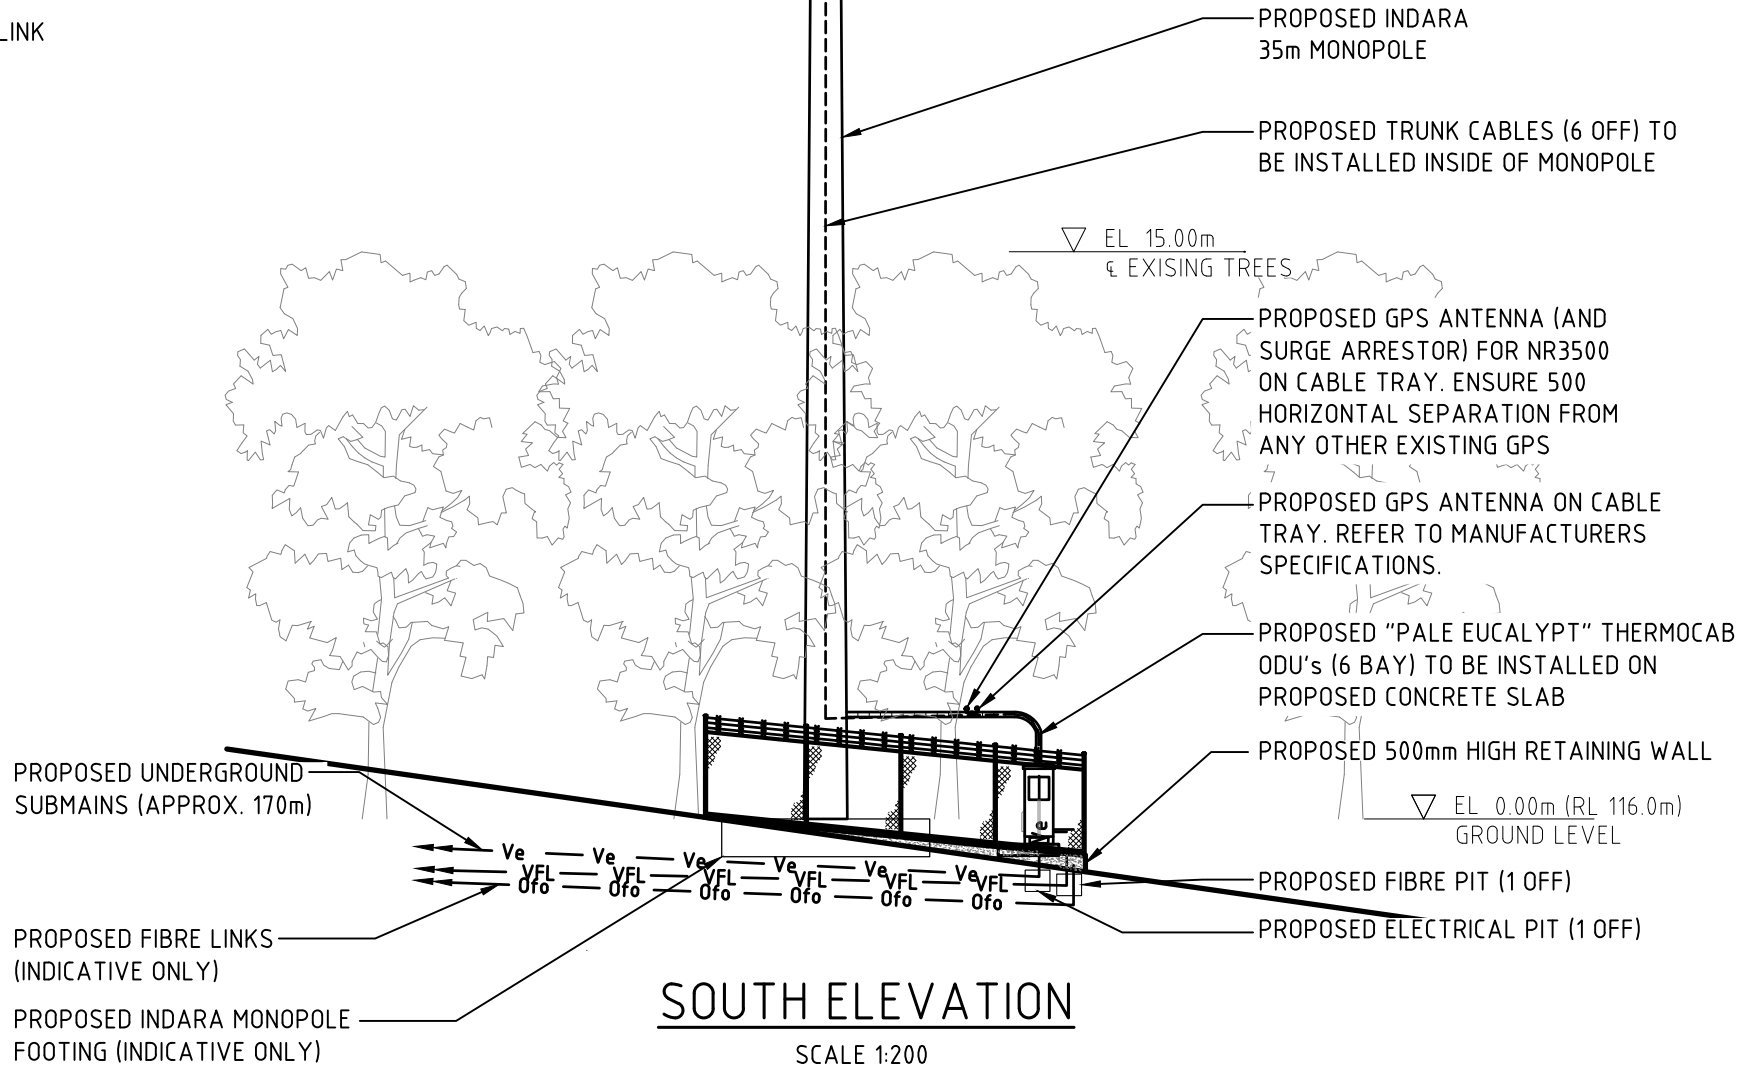 LINK
PROPOSED INDARA
35m MONOPOLE
PROPOSED TRUNK CABLES (6 OFF) TO
BE INSTALLED INSIDE OF MONOPOLE
EL 15.00m
℄ EXISING TREES
PROPOSED GPS ANTENNA (AND
SURGE ARRESTOR) FOR NR3500
ON CABLE TRAY. ENSURE 500
HORIZONTAL SEPARATION FROM
ANY OTHER EXISTING GPS
PROPOSED GPS ANTENNA ON CABLE
TRAY. REFER TO MANUFACTURERS
SPECIFICATIONS.
PROPOSED "PALE EUCALYPT" THERMOCAB
ODU's (6 BAY) TO BE INSTALLED ON
PROPOSED CONCRETE SLAB
PROPOSED 500mm HIGH RETAINING WALL
EL 0.00m (RL 116.0m)
GROUND LEVEL
PROPOSED FIBRE PIT (1 OFF)
PROPOSED ELECTRICAL PIT (1 OFF)
PROPOSED UNDERGROUND
SUBMAINS (APPROX. 170m)
Ve Ve Ve Ve Ve Ve
VFL VFL VFL VFL VFL VFL
Ofo Ofo Ofo Ofo Ofo Ofo
Ve
PROPOSED FIBRE LINKS
(INDICATIVE ONLY)
PROPOSED INDARA MONOPOLE
FOOTING (INDICATIVE ONLY)
SOUTH ELEVATION
SCALE 1:200